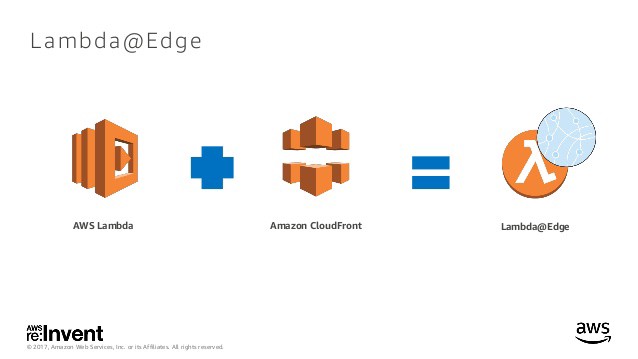 Lambda@Edge
AWS Lambda
Amazon CloudFront
Lambda@Edge
AWS
re:Invent
© 2017, Amazon Web Services, Inc. or its Affiliates. All rights reserved.
aws